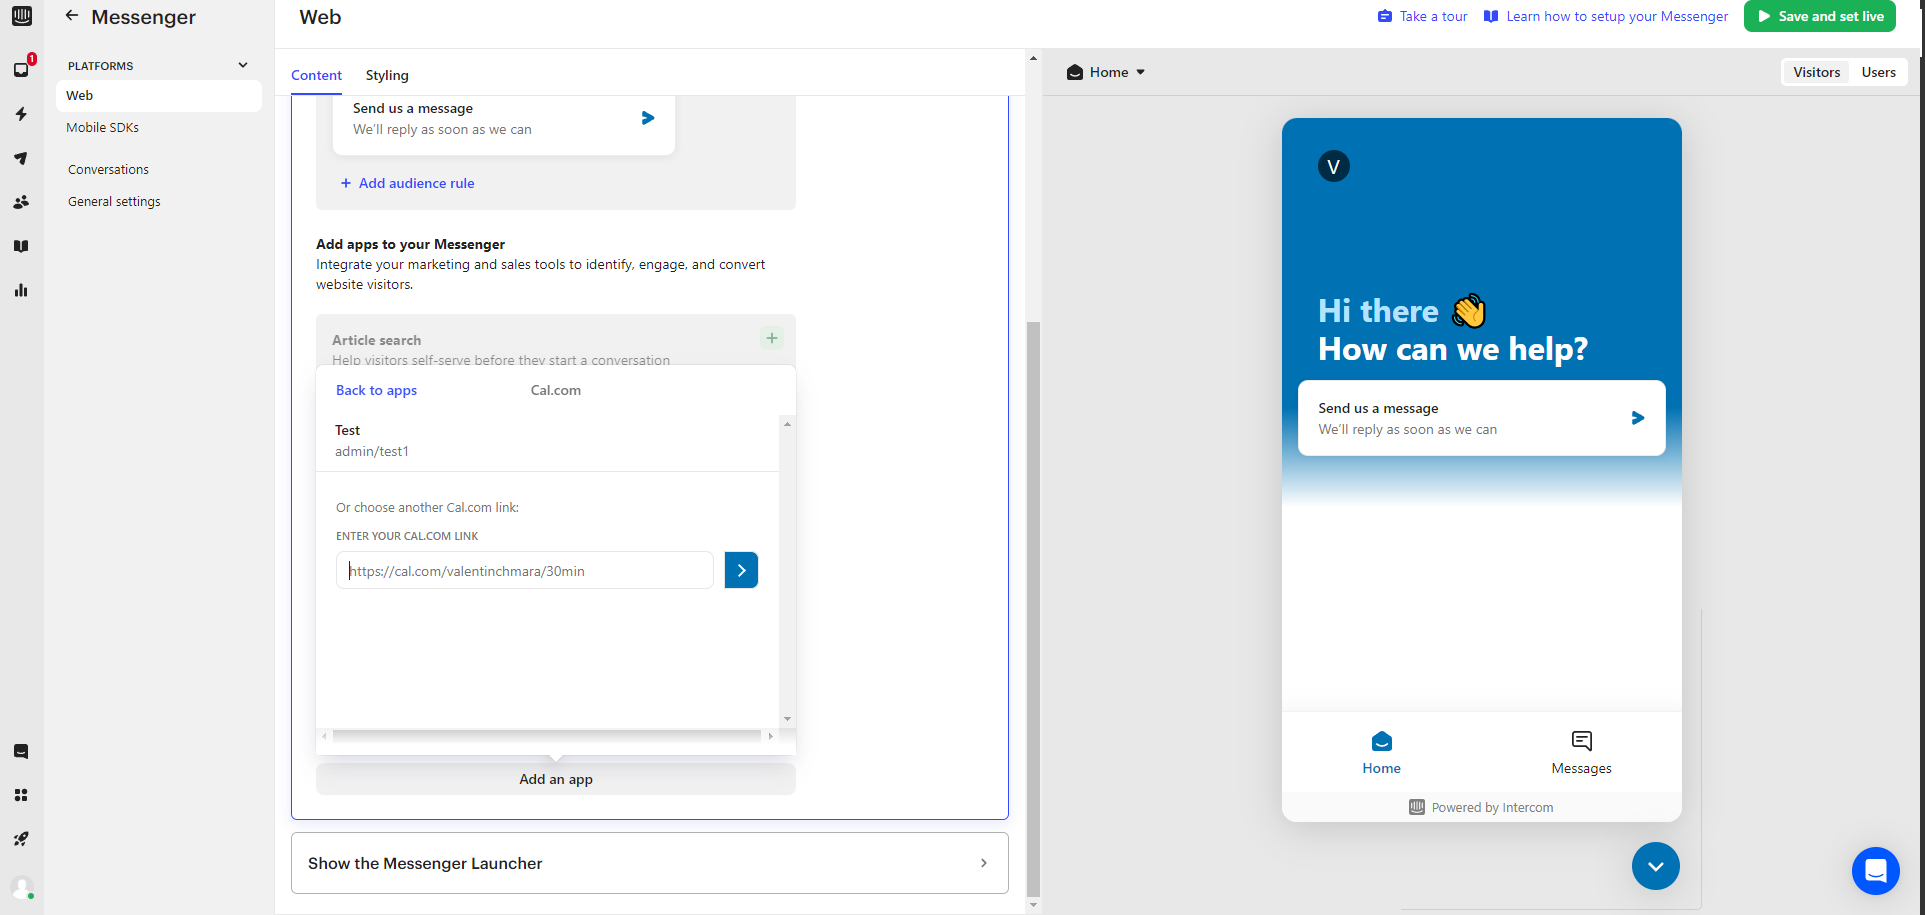 Messenger
Web
Take a tour
Learn how to setup your Messenger
Save and set live
1
PLATFORMS
Web
Mobile SDKs
Conversations
General settings
Content
Styling
Send us a message
We'll reply as soon as we can
+ Add audience rule
Add apps to your Messenger
Integrate your marketing and sales tools to identify, engage, and convert
website visitors.
Article search
Help visitors self-serve before they start a conversation
Back to apps
Cal.com
Test
admin/test1
Or choose another Cal.com link:
ENTER YOUR CAL.COM LINK
https://cal.com/valentinchmara/30min
Add an app
Show the Messenger Launcher
Home
Visitors
Users
V
Hi there 👋
How can we help?
Send us a message
We'll reply as soon as we can
Home
Messages
Powered by Intercom